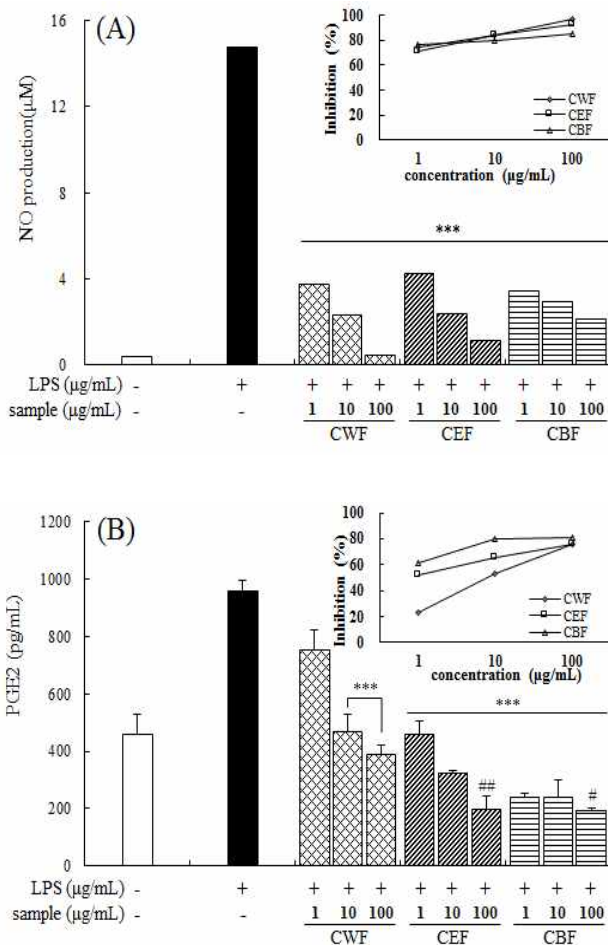 (A)
NO production(µM)
16
12
8
4
0
Inhibition (%)
100
80
60
40
20
0
CWF
CEF
CBF
1 10 100
concentration (µg/mL)
***
LPS (µg/mL) - + + + + + + + + + +
sample (µg/mL) - - 1 10 100 1 10 100 1 10 100
CWF CEF CBF
(B)
PGE2 (pg/mL)
1200
1000
800
600
400
200
0
Inhibition (%)
100
80
60
40
20
0
CWF
CEF
CBF
1 10 100
concentration (µg/mL)
***
***
##
#
LPS (µg/mL) - + + + + + + + + + +
sample (µg/mL) - - 1 10 100 1 10 100 1 10 100
CWF CEF CBF